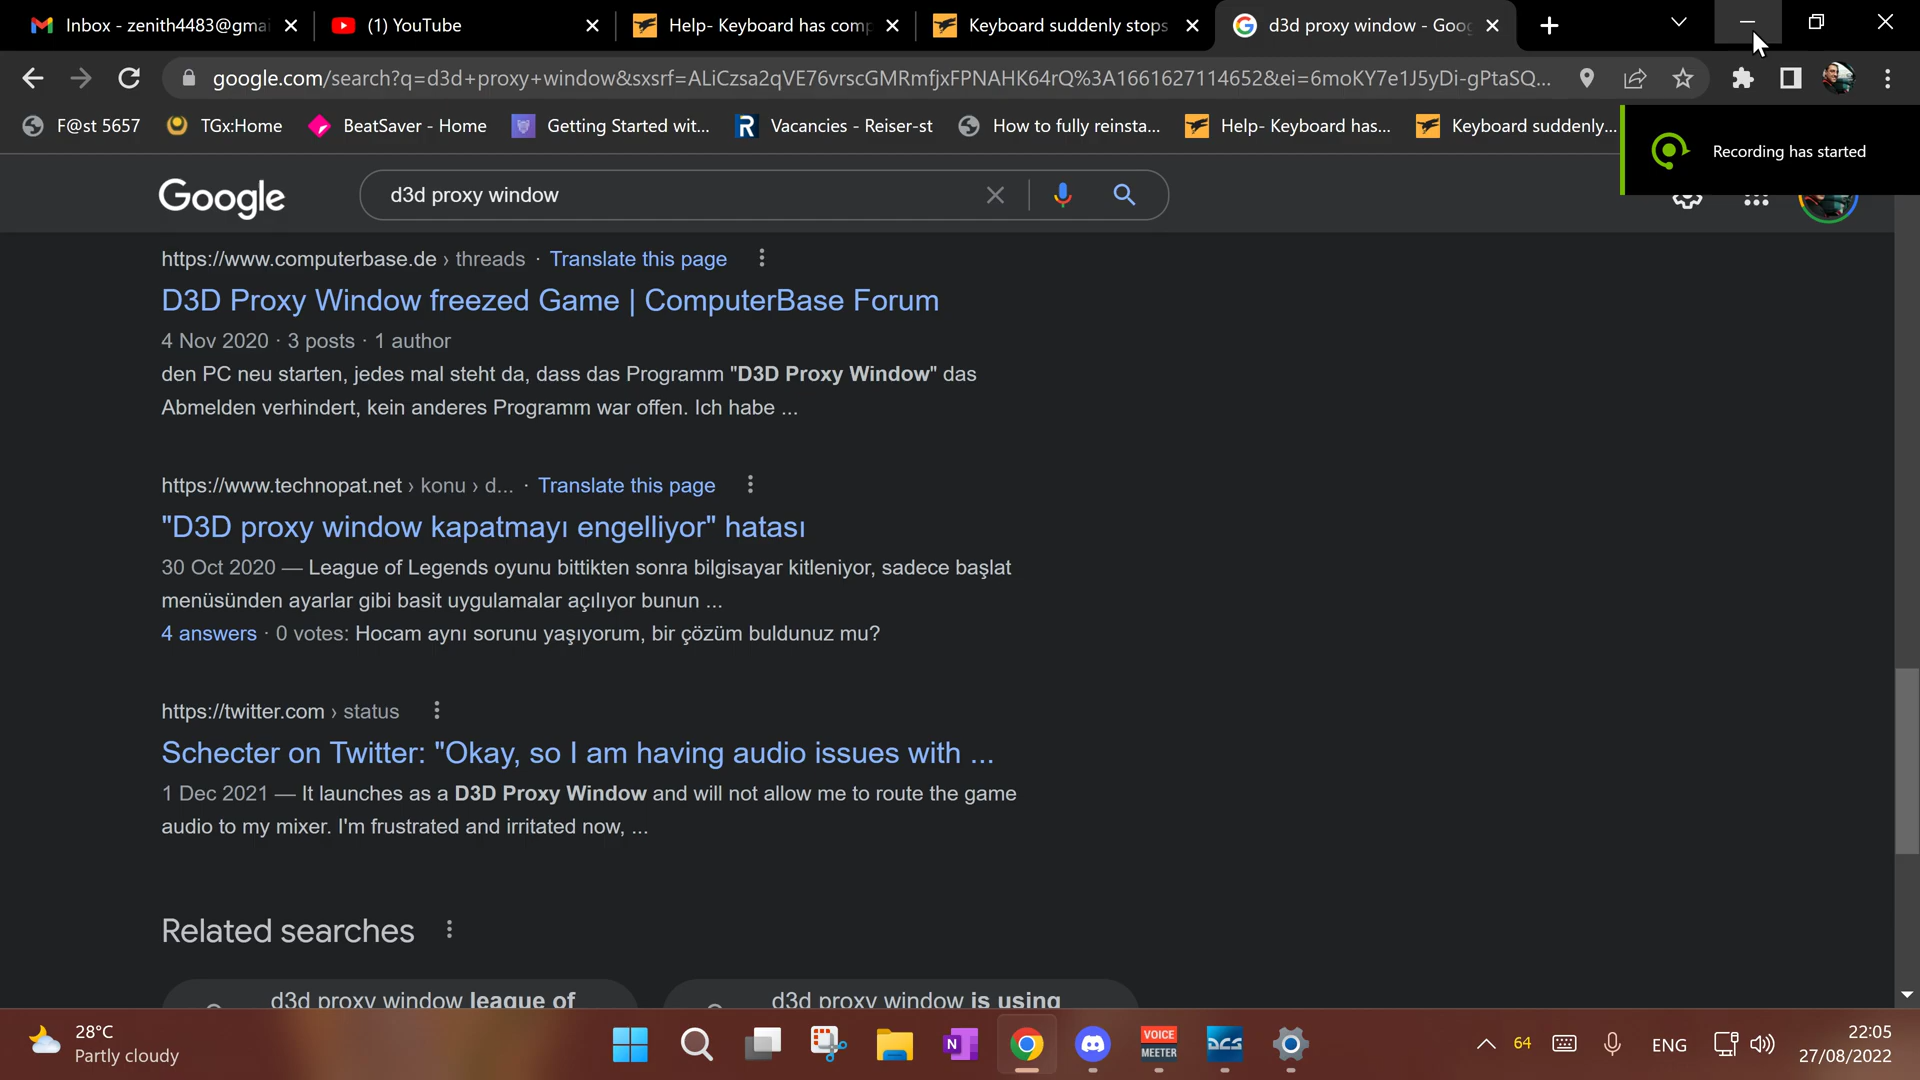 Inbox - zenith4483@gmai
(1) YouTube
Help- Keyboard has comp
Keyboard suddenly stops
d3d proxy window - Goog
google.com/search?q=d3d+proxy+window&sxsrf=ALiCzsa2qVE76vrscGMRmfjxFPNAHK64rQ%3A1661627114652&ei=6moKY7e1J5yDi-gPtaSQ...
F@st 5657
TGx:Home
BeatSaver - Home
Getting Started wit...
Vacancies - Reiser-st
How to fully reinsta...
Help- Keyboard has...
Keyboard suddenly...
Recording has started
Google
d3d proxy window
https://www.computerbase.de › threads · Translate this page
D3D Proxy Window freezed Game | ComputerBase Forum
4 Nov 2020 · 3 posts · 1 author
den PC neu starten, jedes mal steht da, dass das Programm "D3D Proxy Window" das
Abmelden verhindert, kein anderes Programm war offen. Ich habe ...
https://www.technopat.net › konu › d... · Translate this page
"D3D proxy window kapatmayı engelliyor" hatası
30 Oct 2020 — League of Legends oyunu bittikten sonra bilgisayar kitleniyor, sadece başlat
menüsünden ayarlar gibi basit uygulamalar açılıyor bunun ...
4 answers · 0 votes: Hocam aynı sorunu yaşıyorum, bir çözüm buldunuz mu?
https://twitter.com › status
Schecter on Twitter: "Okay, so I am having audio issues with ...
1 Dec 2021 — It launches as a D3D Proxy Window and will not allow me to route the game
audio to my mixer. I'm frustrated and irritated now, ...
Related searches
d3d proxy window league of
d3d proxy window is using
28°C
Partly cloudy
N
VOICE
MEETER
DCS
64
ENG
22:05
27/08/2022